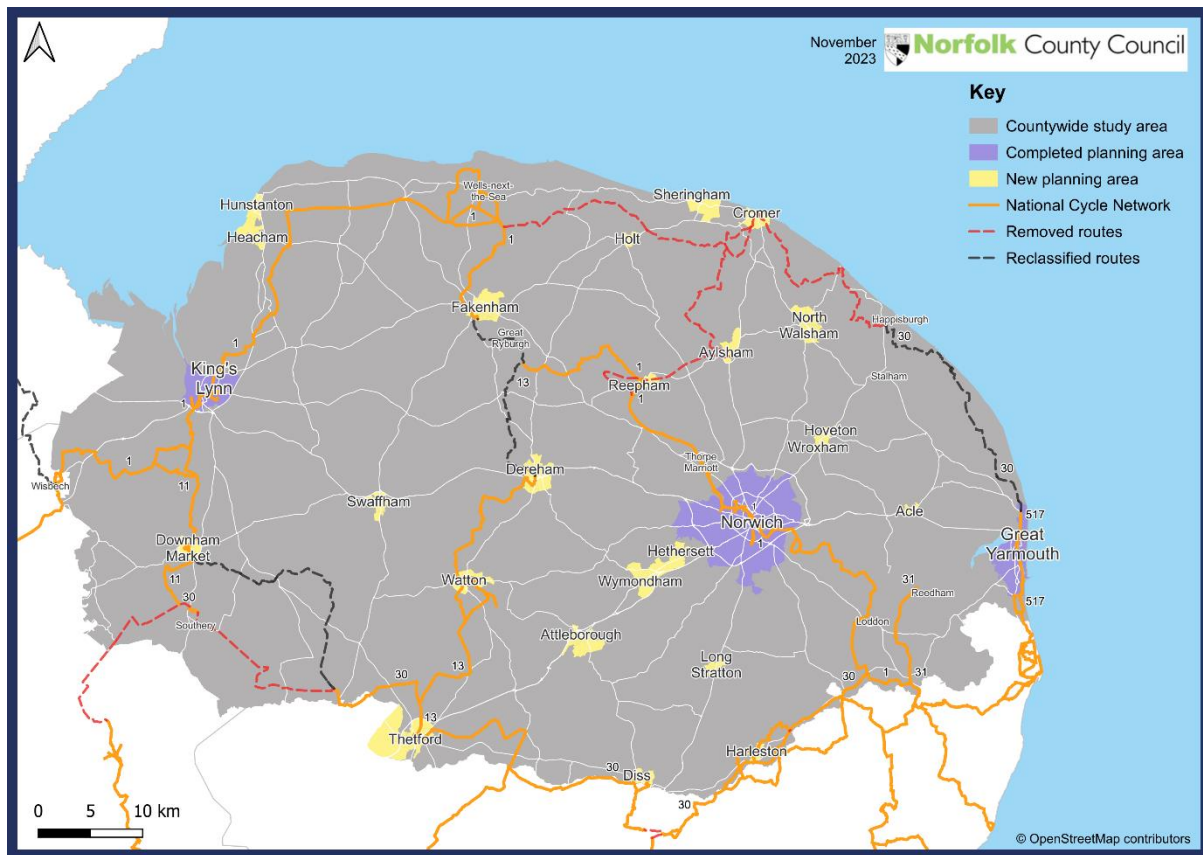 November
2023
Norfolk County Council
Key
Countywide study area
Completed planning area
New planning area
National Cycle Network
Removed routes
Reclassified routes
Wells-next-
the-Sea
1
Sheringham
Cromer
Hunstanton
Heacham
Holt
1
Fakenham
Great
Ryburgh
North
Walsham
Happisburgh
30
Aylsham
Stalham
1
King's
Lynn
1
13
1
Reepham
1
Hoveton
Wroxham
1
Wisbech
11
Dereham
Thorpe
Marriott
30
Swaffham
1
Norwich
1
Acle
517
Great
Yarmouth
Downham
Market
Hethersett
11
30
Watton
Wymondham
31
Reedham
517
Southery
Loddon
Attleborough
Long
Stratton
30
13
30
1
31
13
Thetford
Harleston
30
Diss
30
0 5 10 km
© OpenStreetMap contributors